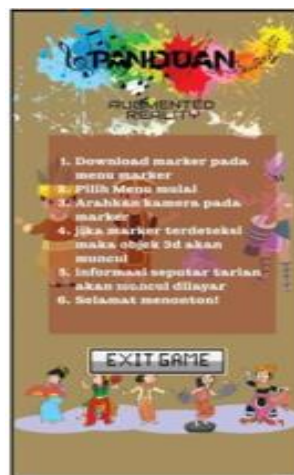 PANDUAN
AUGMENTED
REALITY
1. Download marker pada
menu marker
2. Pilih Menu mulai
3. Arahkan kamera pada
marker
4. jika marker terdeteksi
maka objek 3d akan
muncul
5. informasi seputar tarian
akan muncul dilayar
6. Selamat menonton!
EXIT GAME